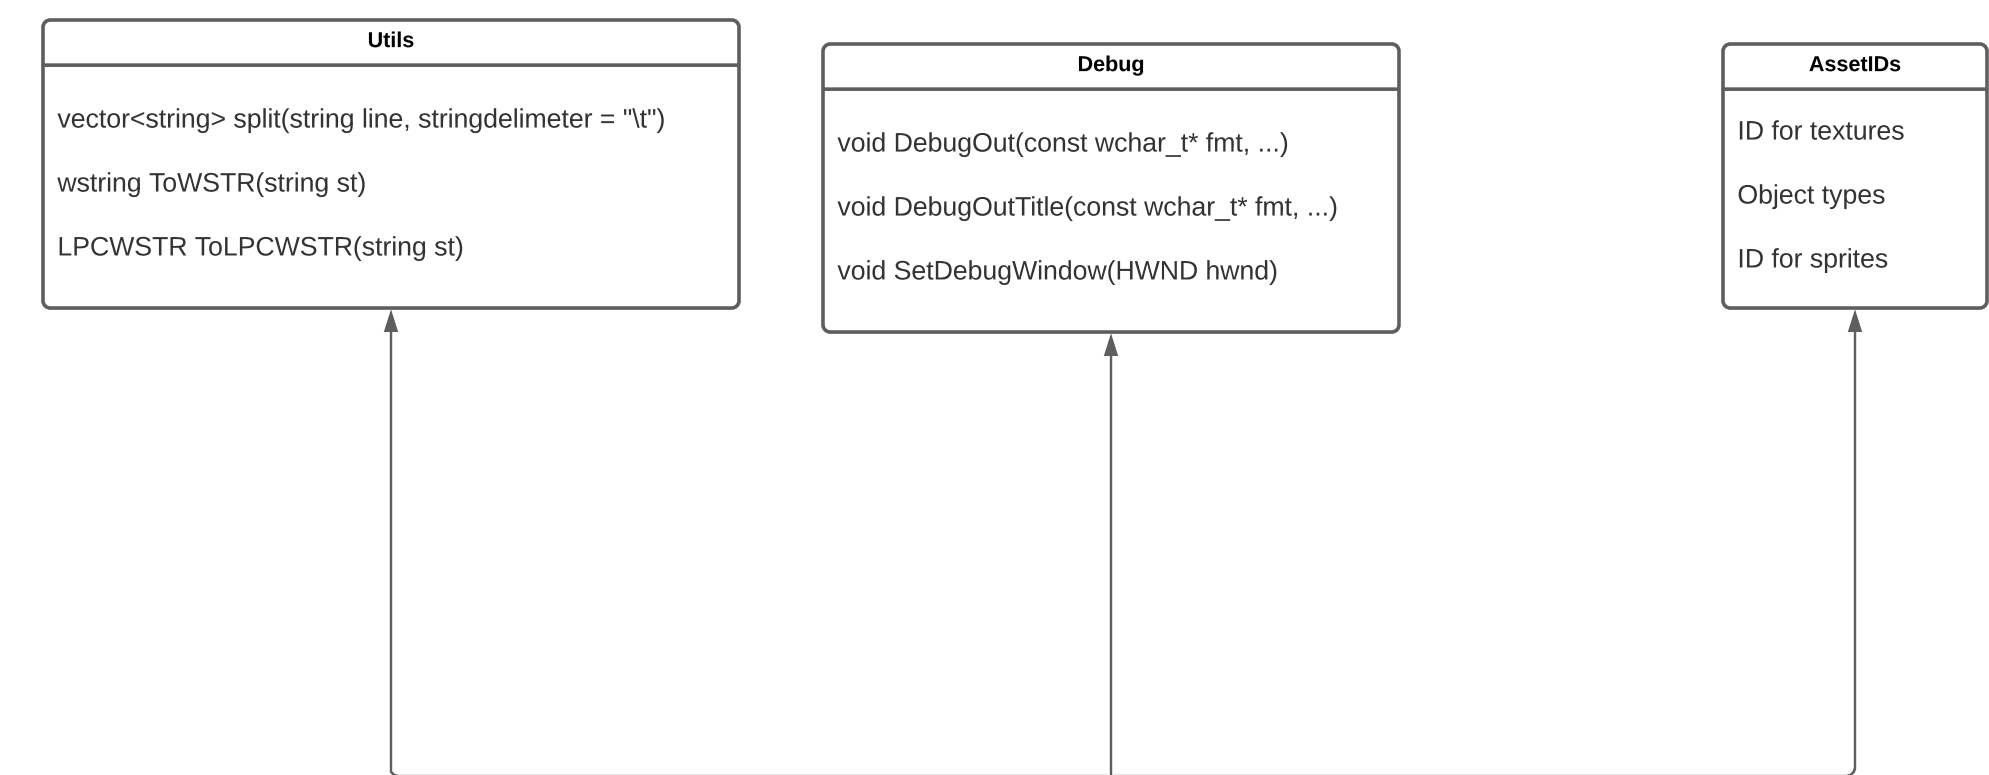 Utils
vector<string> split(string line, stringdelimeter = "\t")
wstring ToWSTR(string st)
LPCWSTR ToLPCWSTR(string st)
Debug
void DebugOut(const wchar_t* fmt, ...)
void DebugOutTitle(const wchar_t* fmt, ...)
void SetDebugWindow(HWND hwnd)
AssetIDs
ID for textures
Object types
ID for sprites